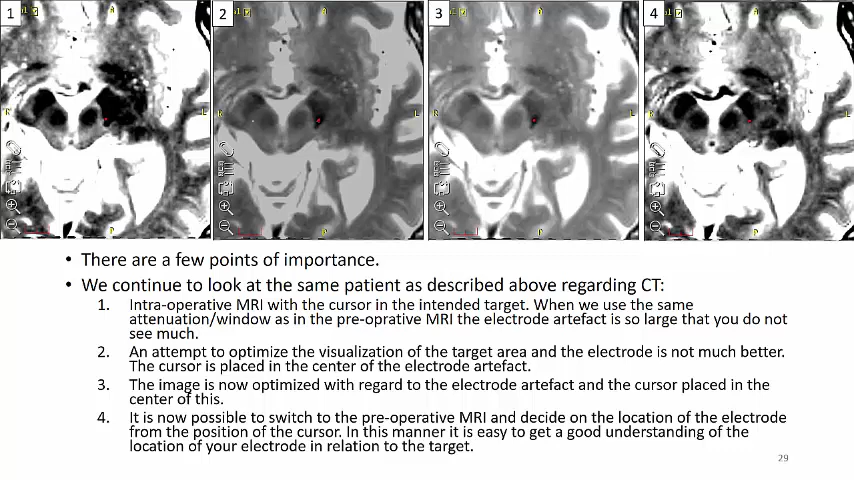 1
2
3
4
A
A
A
A
R
L
R
L
R
L
R
L
P
P
P
P
• There are a few points of importance.
• We continue to look at the same patient as described above regarding CT:
1. Intra-operative MRI with the cursor in the intended target. When we use the same
attenuation/window as in the pre-oprative MRI the electrode artefact is so large that you do not
see much.
2. An attempt to optimize the visualization of the target area and the electrode is not much better.
The cursor is placed in the center of the electrode artefact.
3. The image is now optimized with regard to the electrode artefact and the cursor placed in the
center of this.
4. It is now possible to switch to the pre-operative MRI and decide on the location of the electrode
from the position of the cursor. In this manner it is easy to get a good understanding of the
location of your electrode in relation to the target.
29